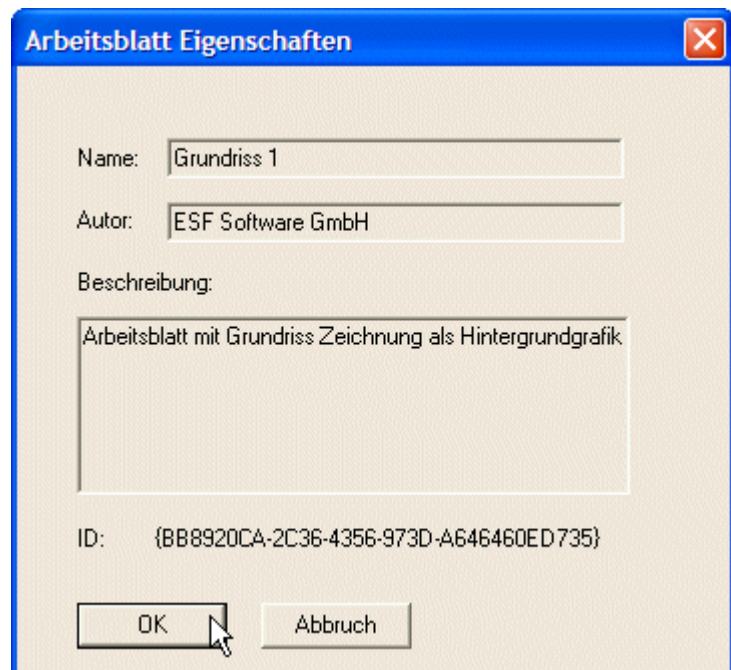 Arbeitsblatt Eigenschaften
Name: Grundriss 1
Autor: ESF Software GmbH
Beschreibung:
Arbeitsblatt mit Grundriss Zeichnung als Hintergrundgrafik
ID: {BB8920CA-2C36-4356-973D-A646460ED735}
OK Abbruch